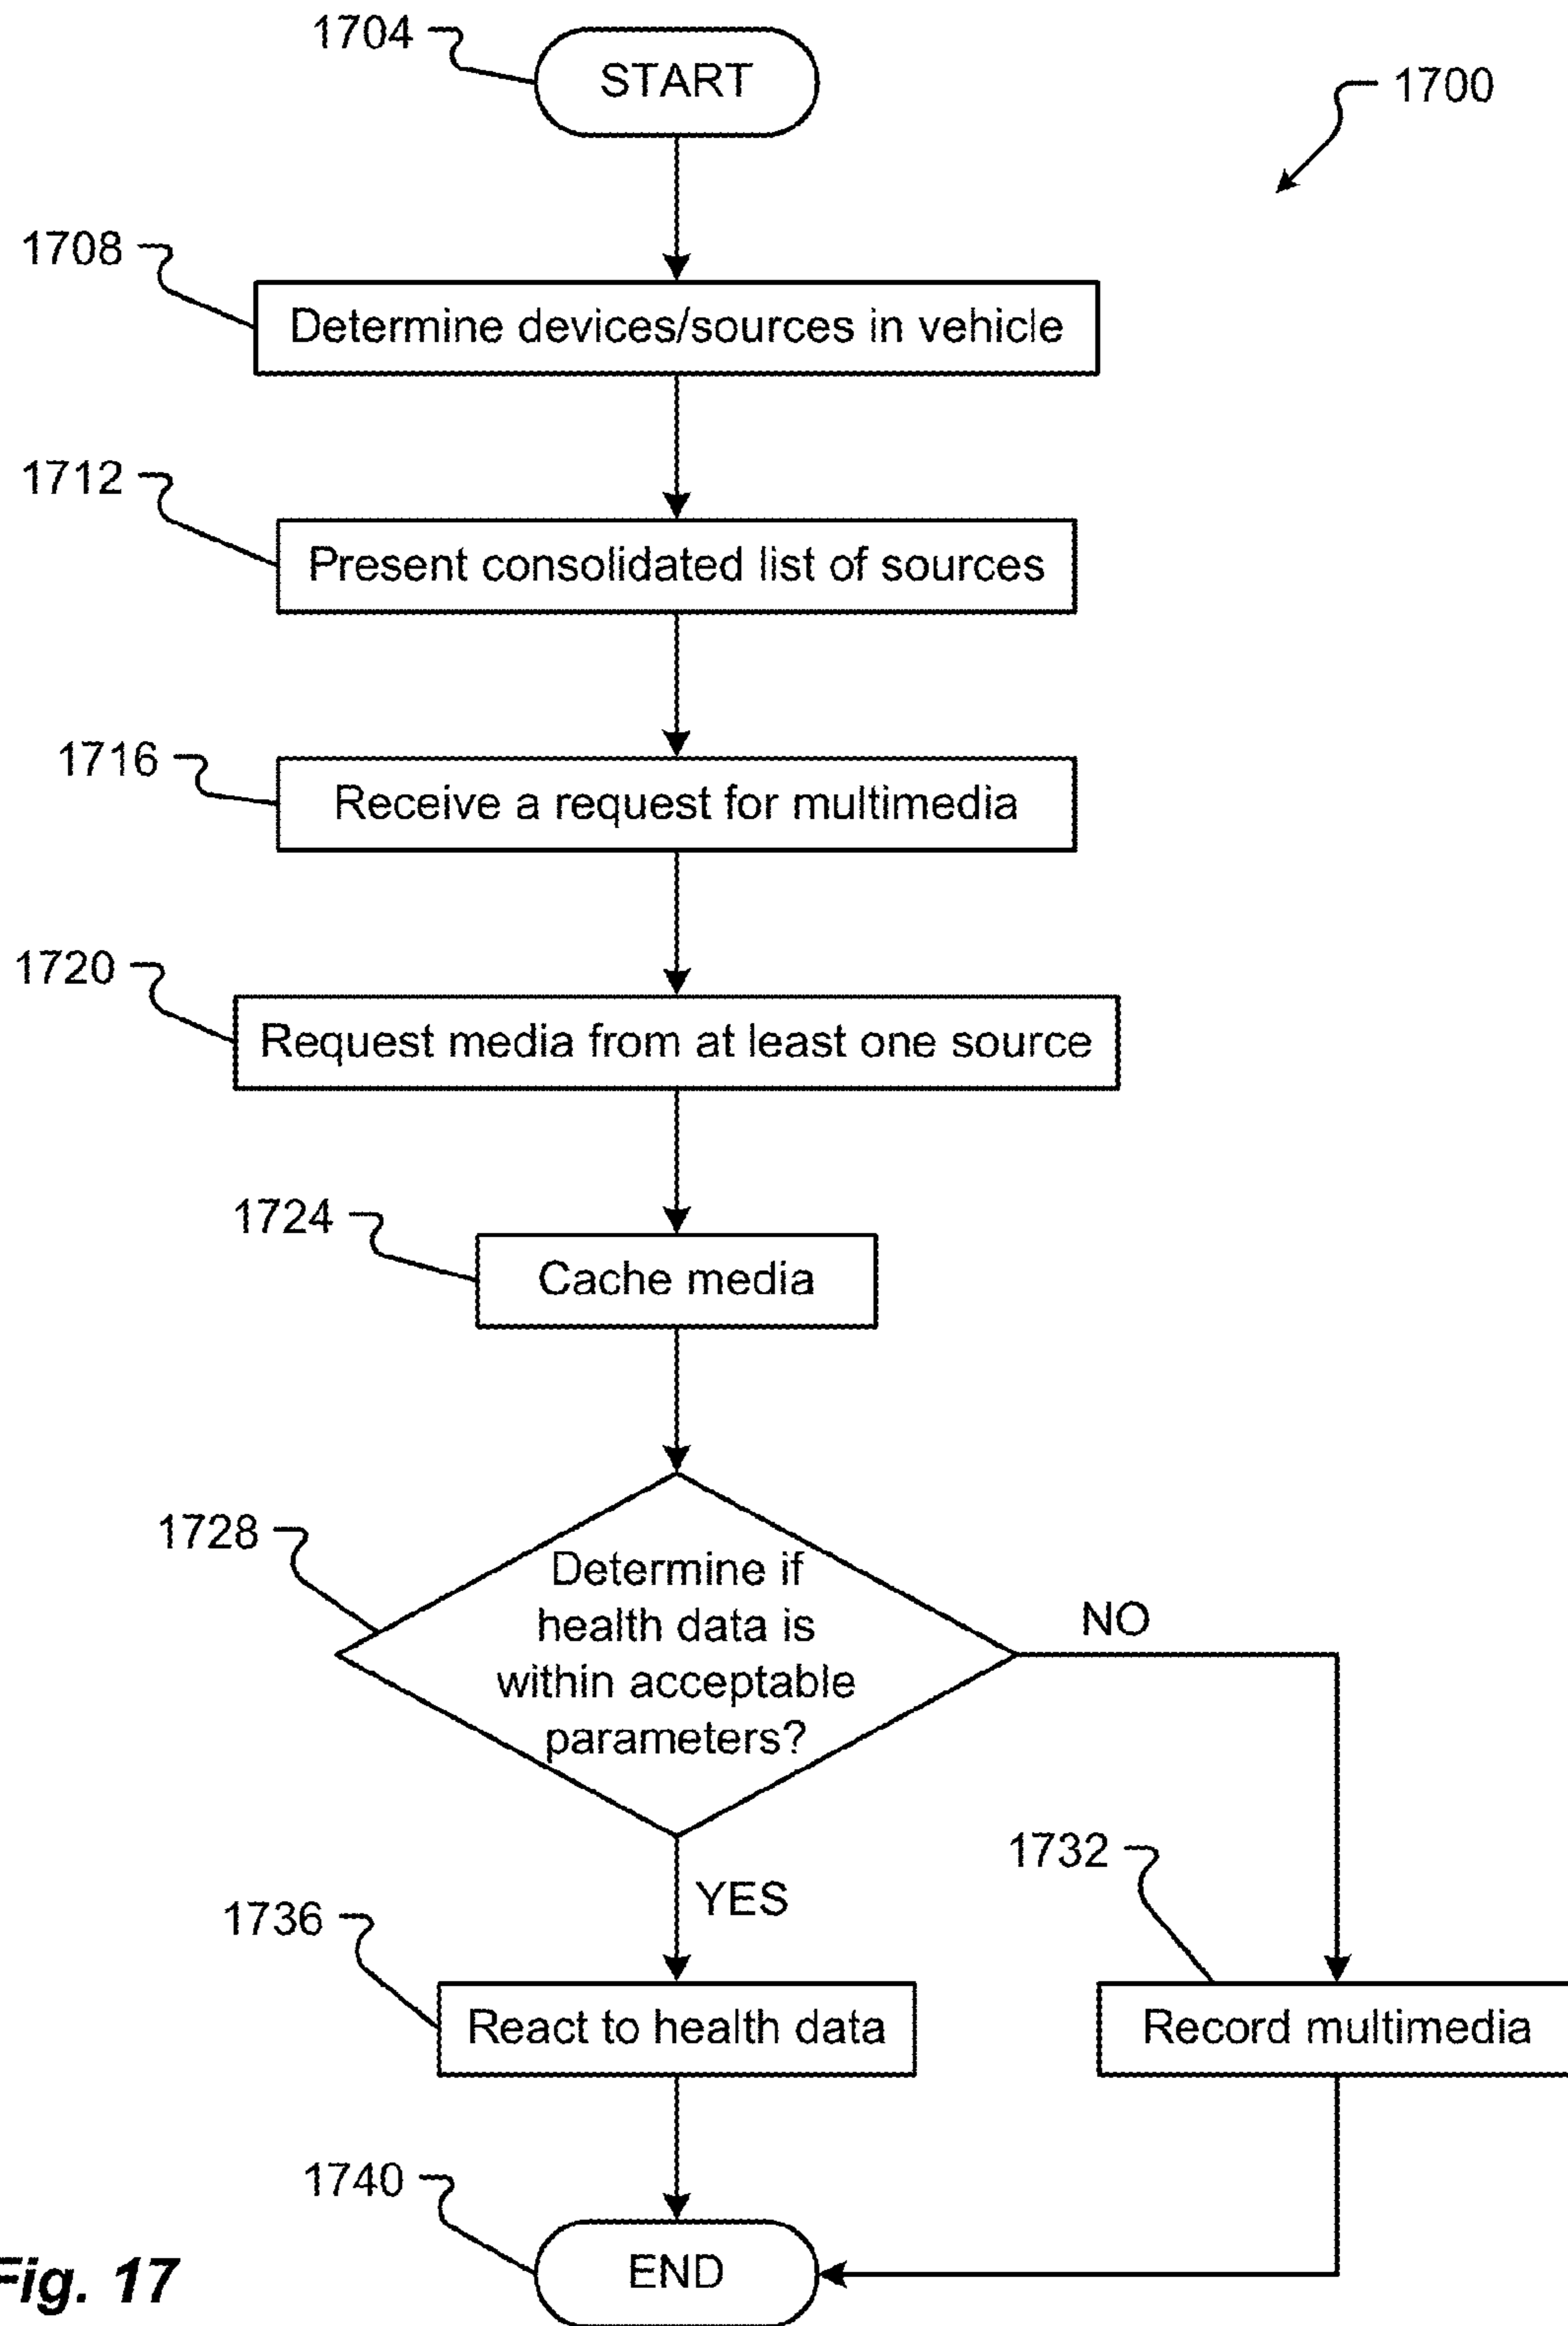 1704
START
1700
1708
Determine devices/sources in vehicle
1712
Present consolidated list of sources
1716
Receive a request for multimedia
1720
Request media from at least one source
1724
Cache media
1728
Determine if
health data is
within acceptable
parameters?
NO
YES
1732
1736
React to health data
Record multimedia
1740
END
Fig. 17